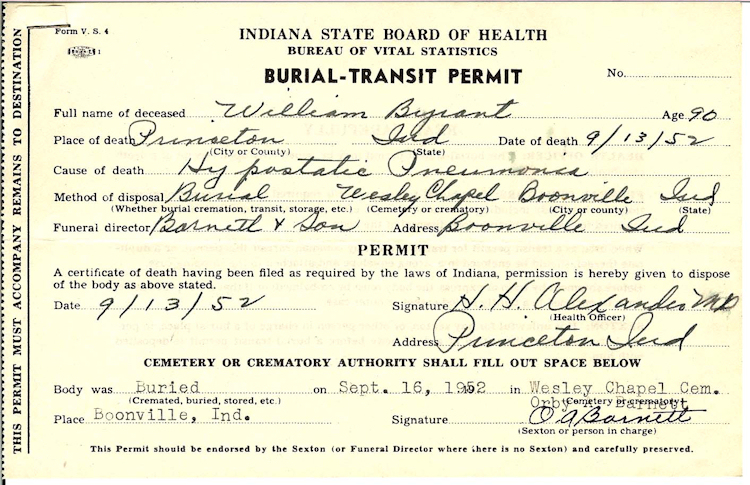 Form V. S. 4
1
INDIANA STATE BOARD OF HEALTH
BUREAU OF VITAL STATISTICS
BURIAL-TRANSIT PERMIT
No.
Full name of deceased William Byrant Age 90
Place of death Princeton Ind Date of death 9/13/52
(City or County) (State)
Cause of death Hypostatic Pneumonia
Method of disposal Burial Wesley Chapel Boonville Ind
(Whether burial cremation, transit, storage, etc.) (Cemetery or crematory) (City or county) (State)
Funeral director Barnett & Son Address Boonville Ind
PERMIT
A certificate of death having been filed as required by the laws of Indiana, permission is hereby given to dispose
of the body as above stated.
Date 9/13/52 Signature H. H. Alexander MD
(Health Officer)
Address Princeton Ind
CEMETERY OR CREMATORY AUTHORITY SHALL FILL OUT SPACE BELOW
Body was Buried on Sept. 16, 1952 in Wesley Chapel Cem.
(Cremated, buried, stored, etc.) (Cemetery or crematory)
Orby A. Barnett
Place Boonville, Ind. Signature O A Barnett
(Sexton or person in charge)
This Permit should be endorsed by the Sexton (or Funeral Director where there is no Sexton) and carefully preserved.
THIS PERMIT MUST ACCOMPANY REMAINS TO DESTINATION